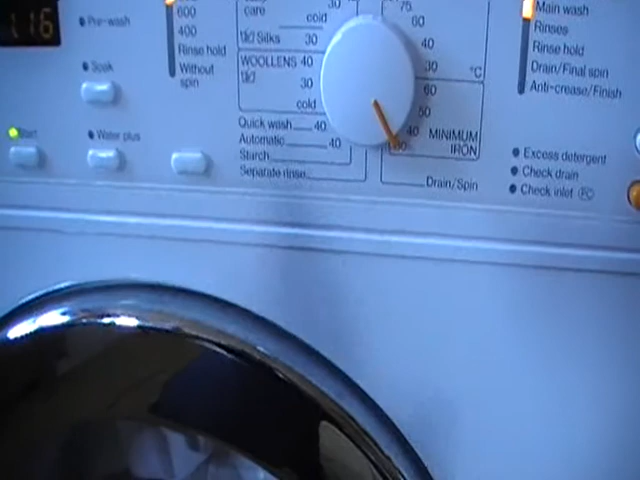 1:16
Pre-wash
Soak
Start
Water plus
600
400
Rinse hold
Without
spin
care
cold
Silks 30
WOOLLENS 40
30
cold
Quick wash 40
Automatic 40
Starch
Separate rinse
30
75
60
40
30
°C
60
50
40
30
MINIMUM
IRON
Drain/Spin
Main wash
Rinses
Rinse hold
Drain/Final spin
Anti-crease/Finish
Excess detergent
Check drain
Check inlet PC